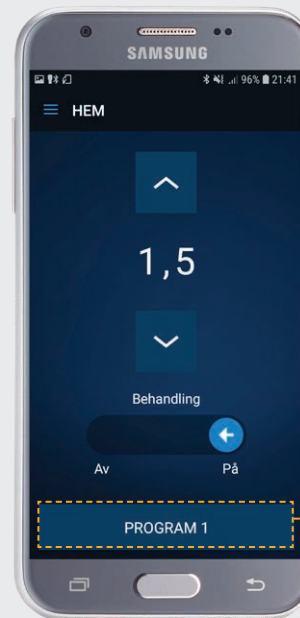 SAMSUNG
96% 21:41
HEM
1,5
Behandling
Av På
PROGRAM 1